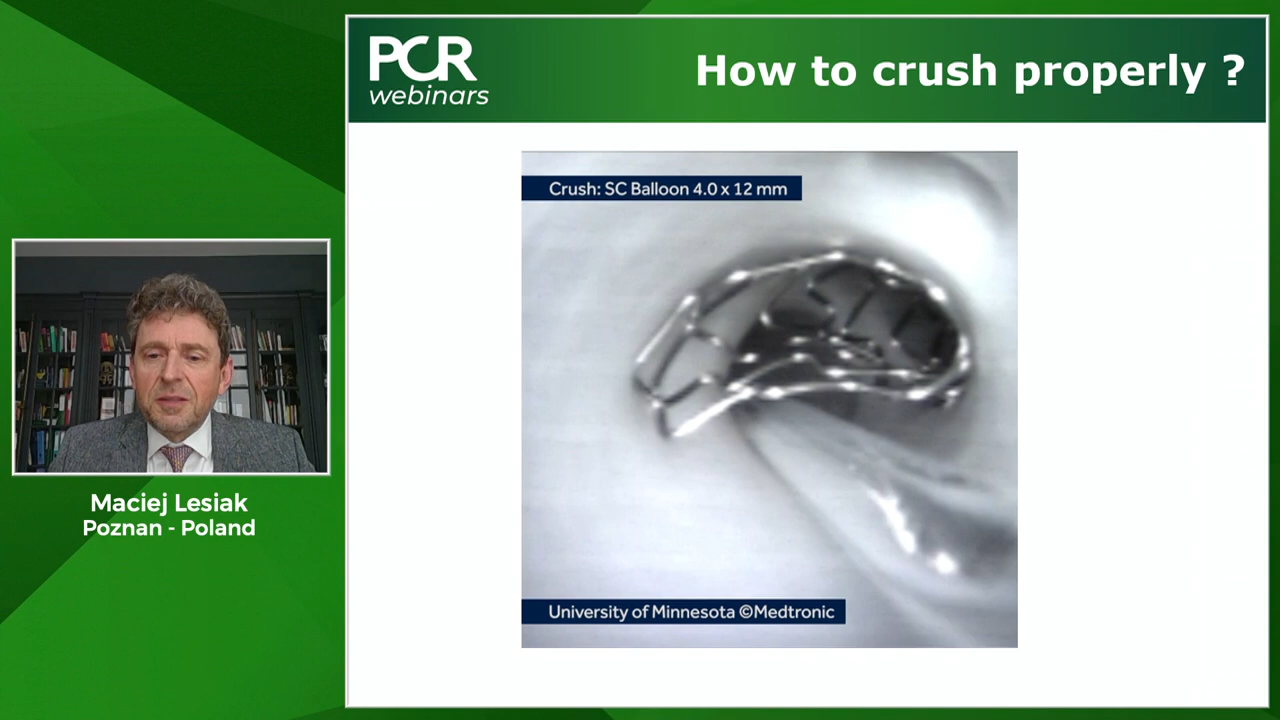 PCR
webinars
How to crush properly ?
Crush: SC Balloon 4.0 x 12 mm
University of Minnesota ©Medtronic
Maciej Lesiak
Poznan - Poland